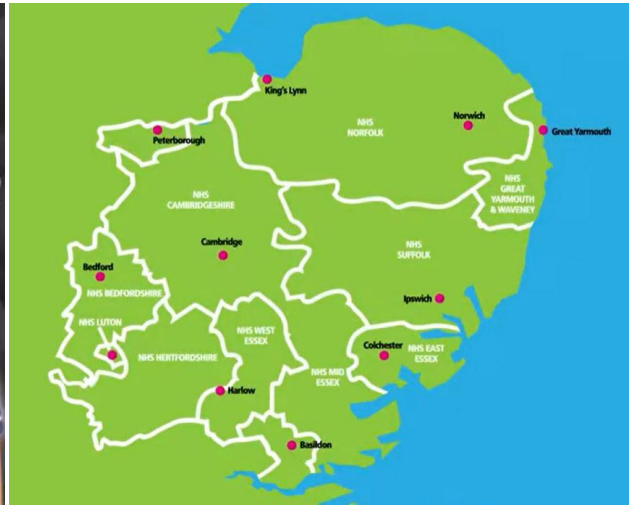 King's Lynn
NHS
NORFOLK
Norwich
Great Yarmouth
Peterborough
NHS
GREAT
YARMOUTH
& WAVENEY
NHS
CAMBRIDGESHIRE
Cambridge
NHS
SUFFOLK
Bedford
NHS BEDFORDSHIRE
Ipswich
NHS LUTON
NHS WEST
ESSEX
NHS HERTFORDSHIRE
Colchester
NHS EAST
ESSEX
NHS MID
ESSEX
Harlow
Basildon